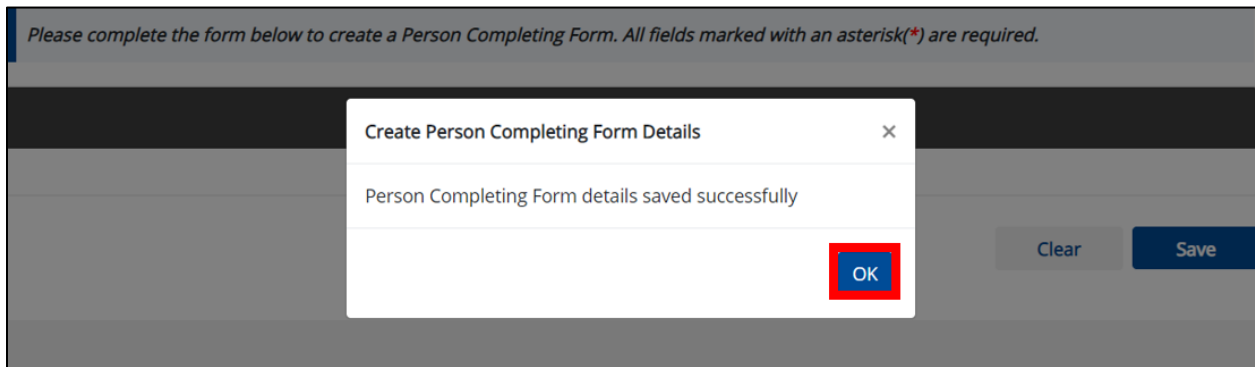 Please complete the form below to create a Person Completing Form. All fields marked with an asterisk(*) are required.
Create Person Completing Form Details ×
Person Completing Form details saved successfully
Clear Save
OK